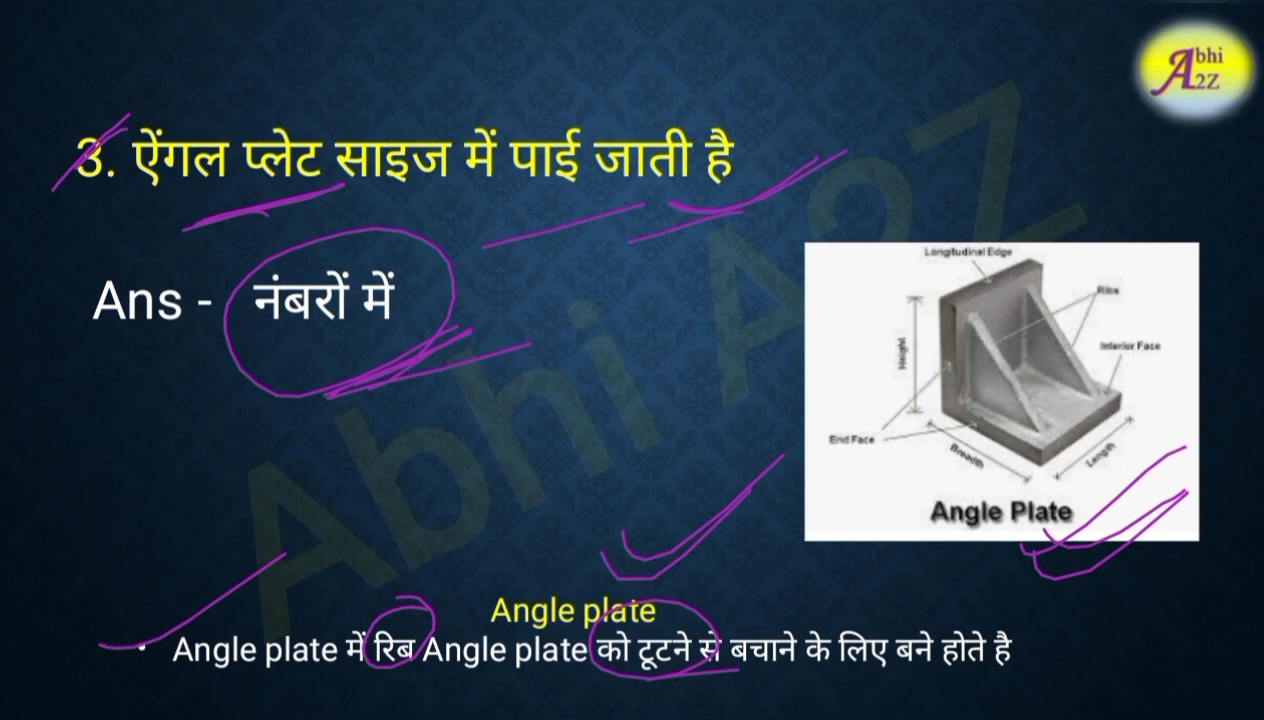 Abhi
A2Z
3. ऐंगल प्लेट साइज में पाई जाती है
Ans - नंबरों में
Longitudinal Edge
Ribs
Interior Face
Height
End Face
Breadth
Length
Angle Plate
Angle plate
• Angle plate में रिब Angle plate को टूटने से बचाने के लिए बने होते है
Abhi A2Z